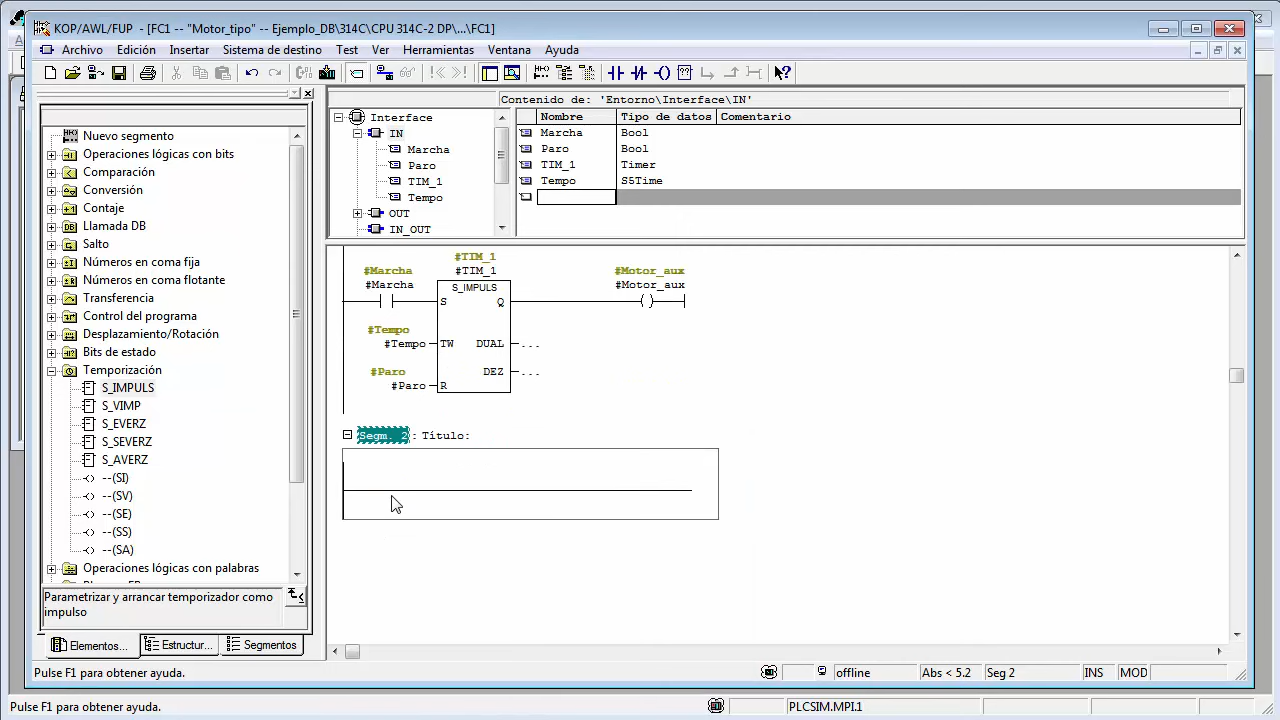 KOP/AWL/FUP - [FC1 -- "Motor_tipo" -- Ejemplo_DB\314C\CPU 314C-2 DP\...\FC1]
Archivo Edición Insertar Sistema de destino Test Ver Herramientas Ventana Ayuda
Nuevo segmento
Operaciones lógicas con bits
Comparación
Conversión
Contaje
Llamada DB
Salto
Números en coma fija
Números en coma flotante
Transferencia
Control del programa
Desplazamiento/Rotación
Bits de estado
Temporización
S_IMPULS
S_VIMP
S_EVERZ
S_SEVERZ
S_AVERZ
--(SI)
--(SV)
--(SE)
--(SS)
--(SA)
Operaciones lógicas con palabras
Parametrizar y arrancar temporizador como
impulso
Elementos... Estructur... Segmentos
Contenido de: 'Entorno\Interface\IN'
Interface
IN
Marcha
Paro
TIM_1
Tempo
OUT
IN_OUT
Nombre Tipo de datos Comentario
Marcha Bool
Paro Bool
TIM_1 Timer
Tempo S5Time
#TIM_1
#Marcha #TIM_1 #Motor_aux
#Marcha S_IMPULS #Motor_aux
S Q
#Tempo
#Tempo TW DUAL ...
#Paro DEZ ...
#Paro R
Segm. 2: Título:
Pulse F1 para obtener ayuda. offline Abs < 5.2 Seg 2 INS MOD
Pulse F1 para obtener ayuda. PLCSIM.MPI.1